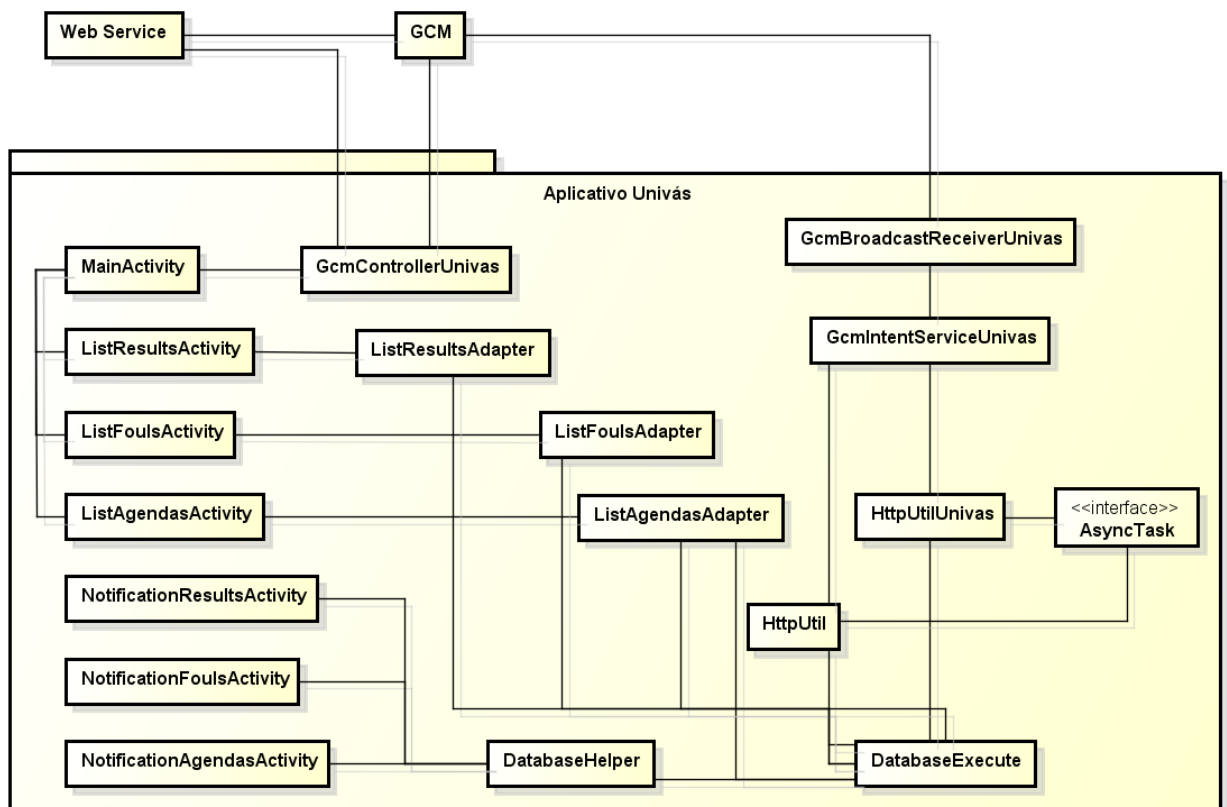 Web Service
GCM
Aplicativo Univás
GcmBroadcastReceiverUnivas
MainActivity
GcmControllerUnivas
GcmIntentServiceUnivas
ListResultsActivity
ListResultsAdapter
ListFoulsActivity
ListFoulsAdapter
ListAgendasActivity
ListAgendasAdapter
HttpUtilUnivas
<<interface>>
AsyncTask
NotificationResultsActivity
HttpUtil
NotificationFoulsActivity
NotificationAgendasActivity
DatabaseHelper
DatabaseExecute